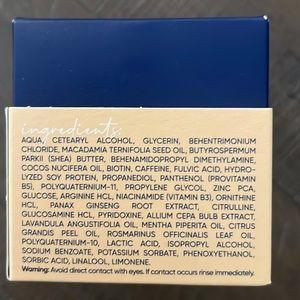 ingredients:
AQUA, CETEARYL ALCOHOL, GLYCERIN, BEHENTRIMONIUM
CHLORIDE, MACADAMIA TERNIFOLIA SEED OIL, BUTYROSPERMUM
PARKII (SHEA) BUTTER, BEHENAMIDOPROPYL DIMETHYLAMINE,
COCOS NUCIFERA OIL, BIOTIN, CAFFEINE, FULVIC ACID, HYDRO-
LYZED SOY PROTEIN, PROPANEDIOL, PANTHENOL (PROVITAMIN
B5), POLYQUATERNIUM-11, PROPYLENE GLYCOL, ZINC PCA,
GLUCOSE, ARGININE HCL, NIACINAMIDE (VITAMIN B3), ORNITHINE
HCL, PANAX GINSENG ROOT EXTRACT, CITRULLINE,
GLUCOSAMINE HCL, PYRIDOXINE, ALLIUM CEPA BULB EXTRACT,
LAVANDULA ANGUSTIFOLIA OIL, MENTHA PIPERITA OIL, CITRUS
GRANDIS PEEL OIL, ROSMARINUS OFFICINALIS LEAF OIL,
POLYQUATERNIUM-10, LACTIC ACID, ISOPROPYL ALCOHOL,
SODIUM BENZOATE, POTASSIUM SORBATE, PHENOXYETHANOL,
SORBIC ACID, LINALOOL, LIMONENE.
Warning: Avoid direct contact with eyes. If contact occurs rinse immediately.